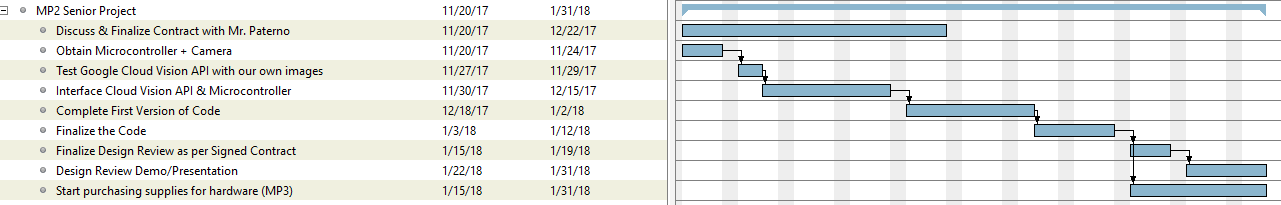 MP2 Senior Project 11/20/17 1/31/18
Discuss & Finalize Contract with Mr. Paterno 11/20/17 12/22/17
Obtain Microcontroller + Camera 11/20/17 11/24/17
Test Google Cloud Vision API with our own images 11/27/17 11/29/17
Interface Cloud Vision API & Microcontroller 11/30/17 12/15/17
Complete First Version of Code 12/18/17 1/2/18
Finalize the Code 1/3/18 1/12/18
Finalize Design Review as per Signed Contract 1/15/18 1/19/18
Design Review Demo/Presentation 1/22/18 1/31/18
Start purchasing supplies for hardware (MP3) 1/15/18 1/31/18